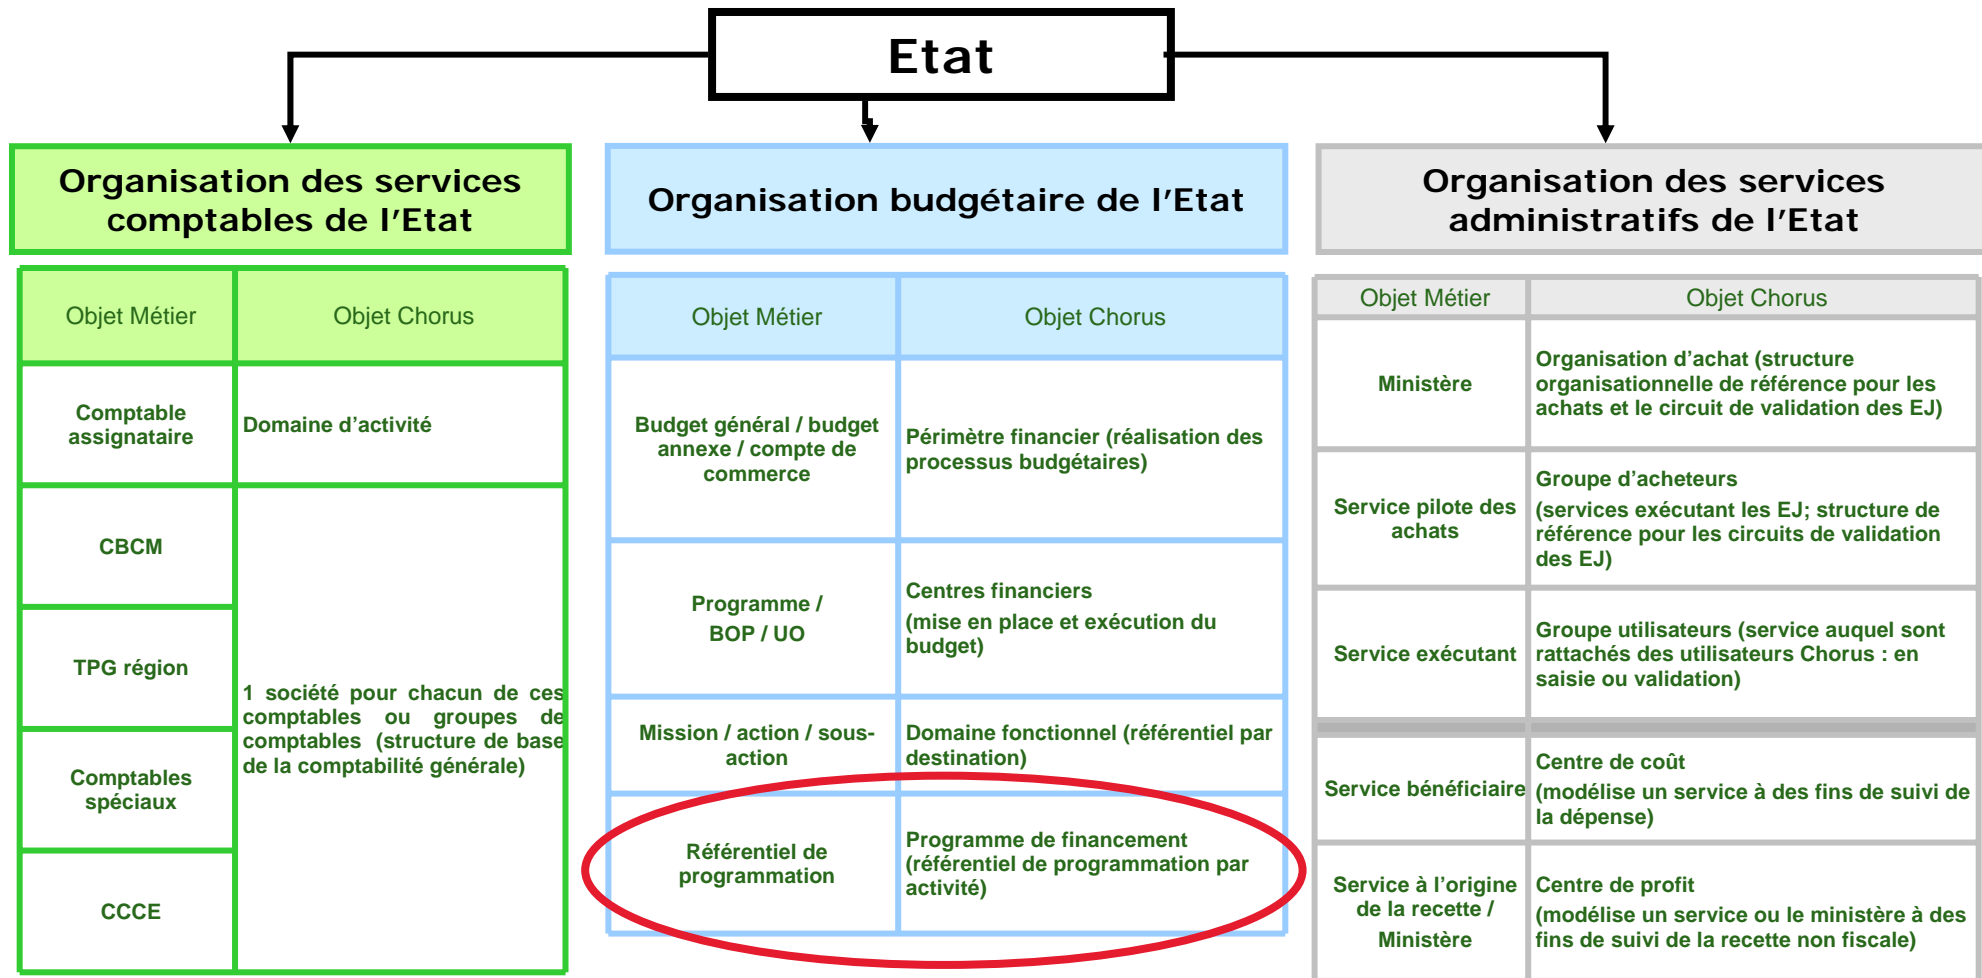 Etat
Organisation des services
comptables de l’Etat
Objet Métier
Objet Chorus
Comptable
assignataire
Domaine d’activité
CBCM
TPG région
Comptables
spéciaux
CCCE
1 société pour chacun de ces
comptables ou groupes de
comptables (structure de base
de la comptabilité générale)
Organisation budgétaire de l’Etat
Objet Métier
Objet Chorus
Budget général / budget
annexe / compte de
commerce
Périmètre financier (réalisation des
processus budgétaires)
Programme /
BOP / UO
Centres financiers
(mise en place et exécution du
budget)
Mission / action / sous-
action
Domaine fonctionnel (référentiel par
destination)
Référentiel de
programmation
Programme de financement
(référentiel de programmation par
activité)
Organisation des services
administratifs de l’Etat
Objet Métier
Objet Chorus
Ministère
Organisation d’achat (structure
organisationnelle de référence pour les
achats et le circuit de validation des EJ)
Service pilote des
achats
Groupe d’acheteurs
(services exécutant les EJ; structure de
référence pour les circuits de validation
des EJ)
Service exécutant
Groupe utilisateurs (service auquel sont
rattachés des utilisateurs Chorus : en
saisie ou validation)
Service bénéficiaire
Centre de coût
(modélise un service à des fins de suivi de
la dépense)
Service à l’origine
de la recette /
Ministère
Centre de profit
(modélise un service ou le ministère à des
fins de suivi de la recette non fiscale)